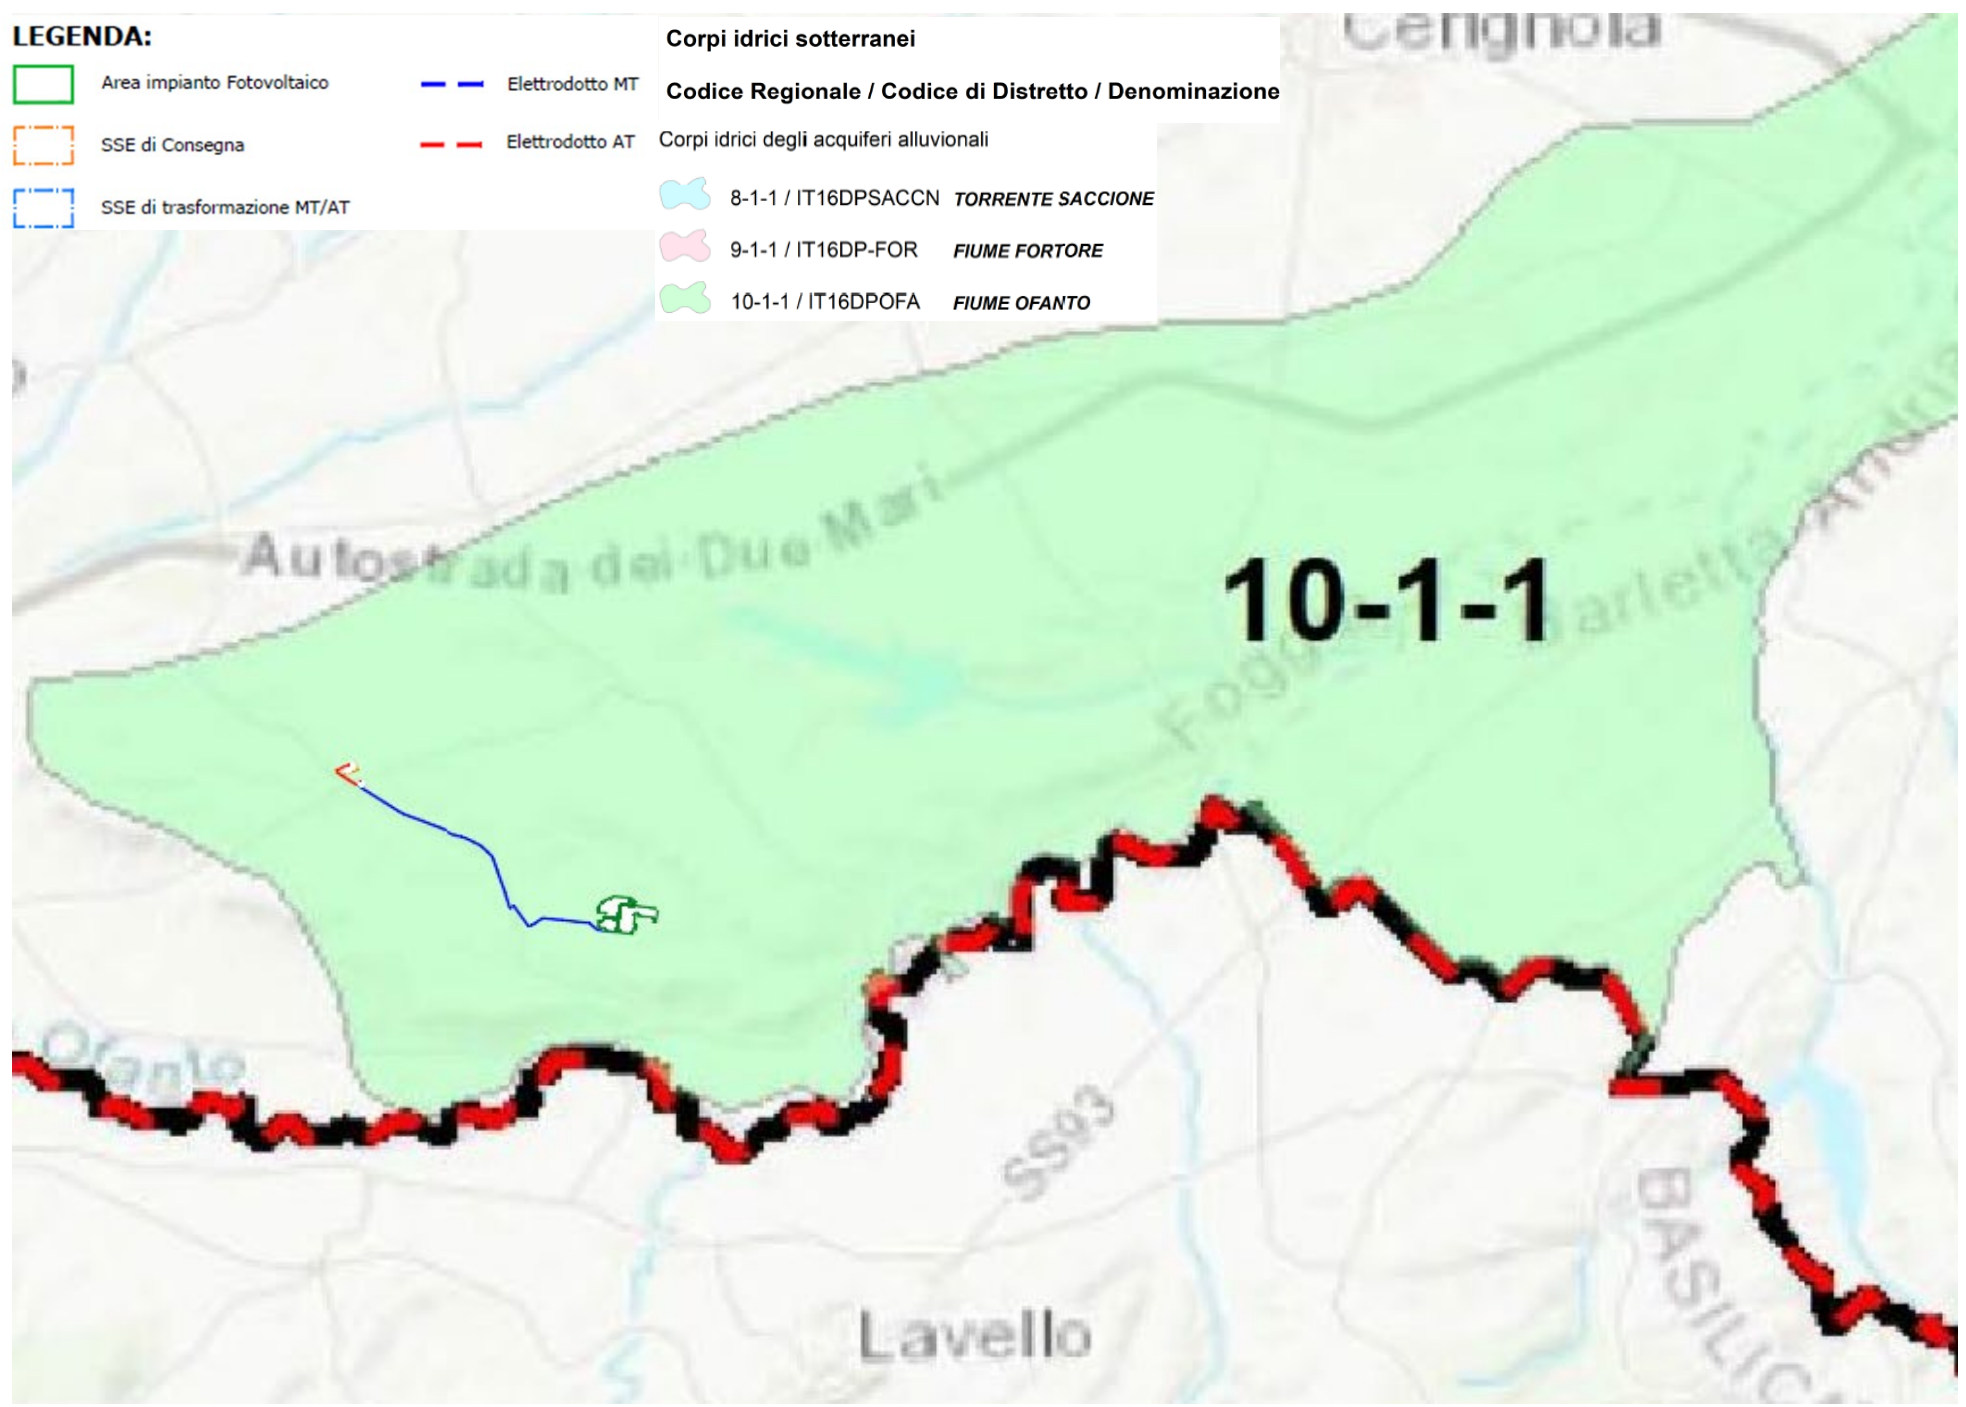 LEGENDA:
Area impianto Fotovoltaico
SSE di Consegna
SSE di trasformazione MT/AT
Elettrodotto MT
Elettrodotto AT
Corpi idrici sotterranei
Codice Regionale / Codice di Distretto / Denominazione
Corpi idrici degli acquiferi alluvionali
8-1-1 / IT16DPSACCN TORRENTE SACCIONE
9-1-1 / IT16DP-FOR FIUME FORTORE
10-1-1 / IT16DPOFA FIUME OFANTO
Cerignola
Autostrada dei Due Mari
10-1-1
Barletta Andria
Ofanto
SS93
Lavello